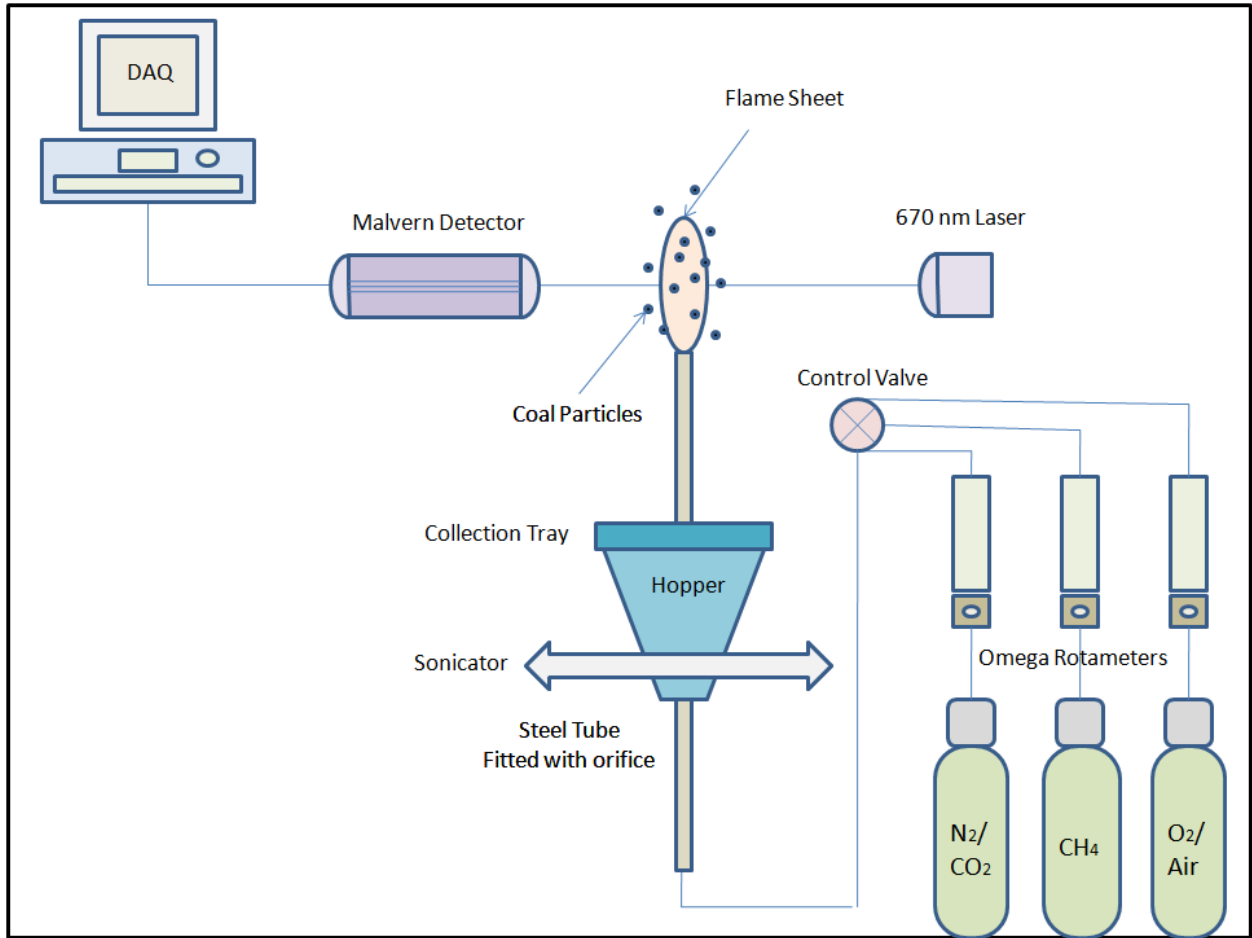 DAQ
Flame Sheet
Malvern Detector
670 nm Laser
Control Valve
Coal Particles
Collection Tray
Hopper
Sonicator
Omega Rotameters
Steel Tube
Fitted with orifice
N2/
CO2
CH4
O2/
Air